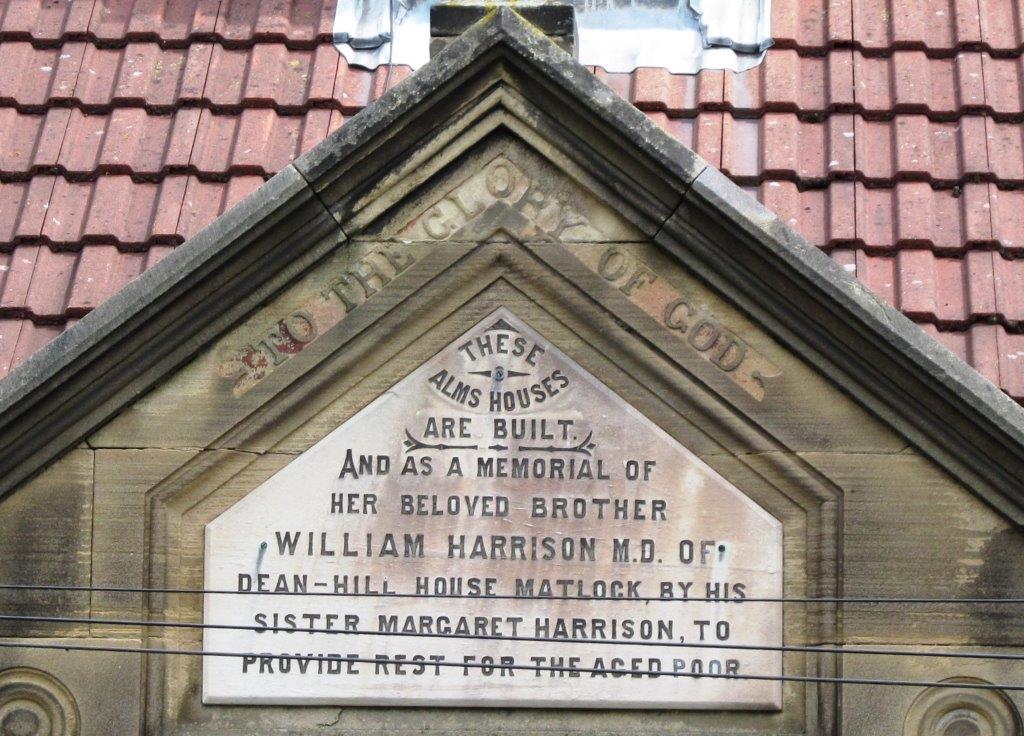 TO THE GLORY OF GOD
THESE
ALMS HOUSES
ARE BUILT.
AND AS A MEMORIAL OF
HER BELOVED BROTHER
WILLIAM HARRISON M.D. OF
DEAN-HILL HOUSE MATLOCK, BY HIS
SISTER MARGARET HARRISON, TO
PROVIDE REST FOR THE AGED POOR